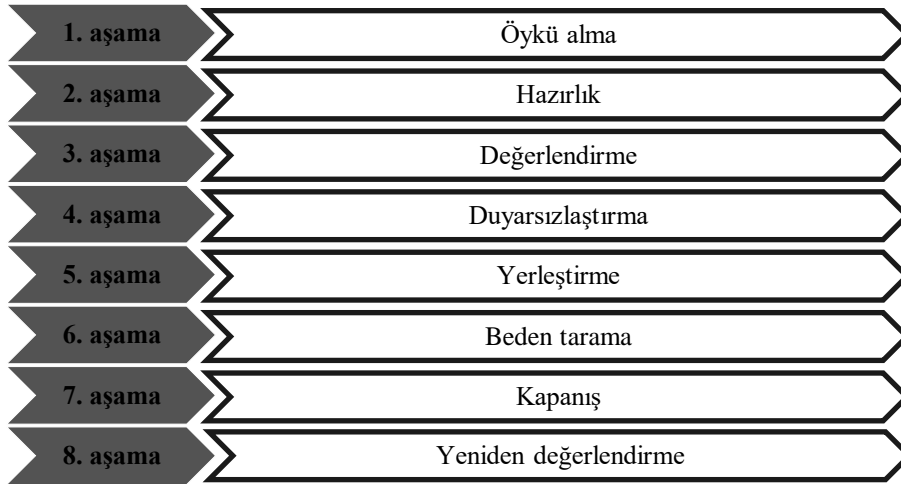 1. aşama Öykü alma
2. aşama Hazırlık
3. aşama Değerlendirme
4. aşama Duyarsızlaştırma
5. aşama Yerleştirme
6. aşama Beden tarama
7. aşama Kapanış
8. aşama Yeniden değerlendirme